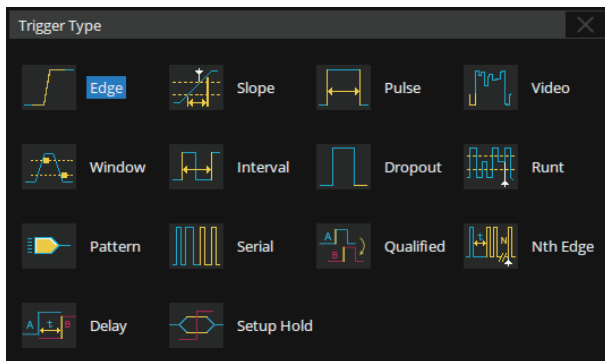 Trigger Type
Edge
Slope
Pulse
Video
Window
Interval
Dropout
Runt
Pattern
Serial
A
B
Qualified
t
N
Nth Edge
A
t
B
Delay
Setup Hold